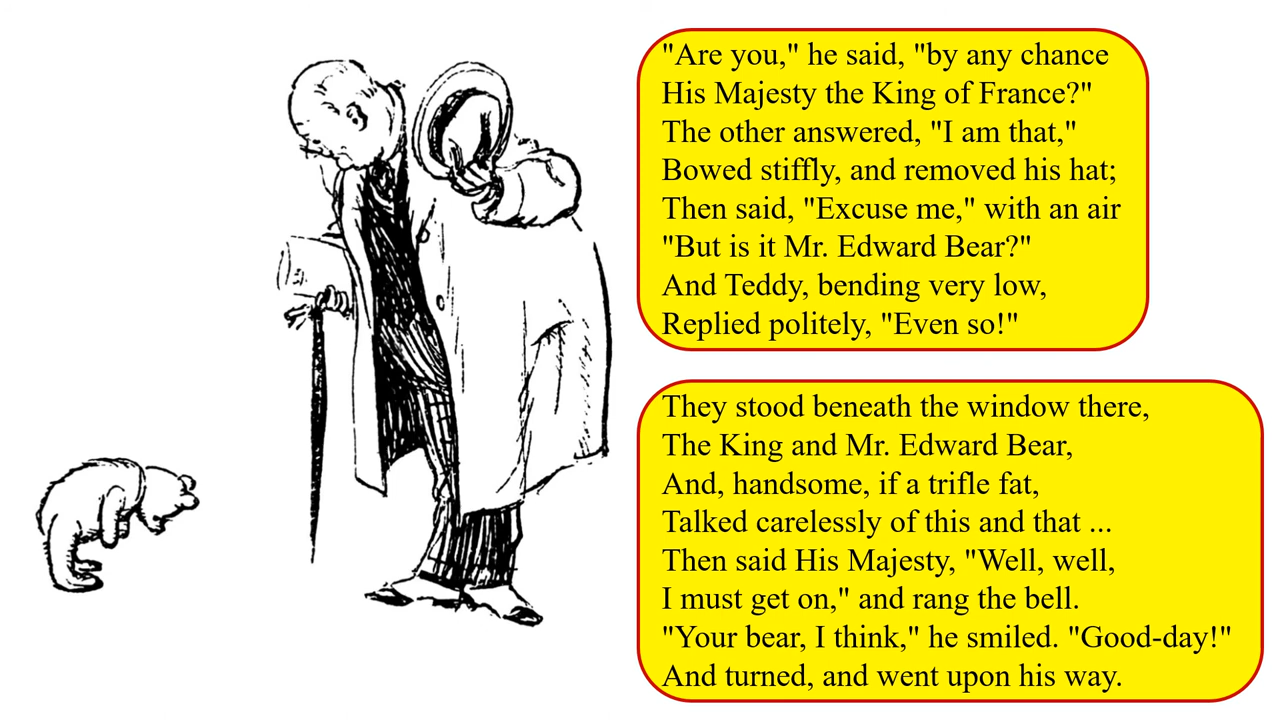 "Are you," he said, "by any chance
His Majesty the King of France?"
The other answered, "I am that,"
Bowed stiffly, and removed his hat;
Then said, "Excuse me," with an air
"But is it Mr. Edward Bear?"
And Teddy, bending very low,
Replied politely, "Even so!"
They stood beneath the window there,
The King and Mr. Edward Bear,
And, handsome, if a trifle fat,
Talked carelessly of this and that ...
Then said His Majesty, "Well, well,
I must get on," and rang the bell.
"Your bear, I think," he smiled. "Good-day!"
And turned, and went upon his way.